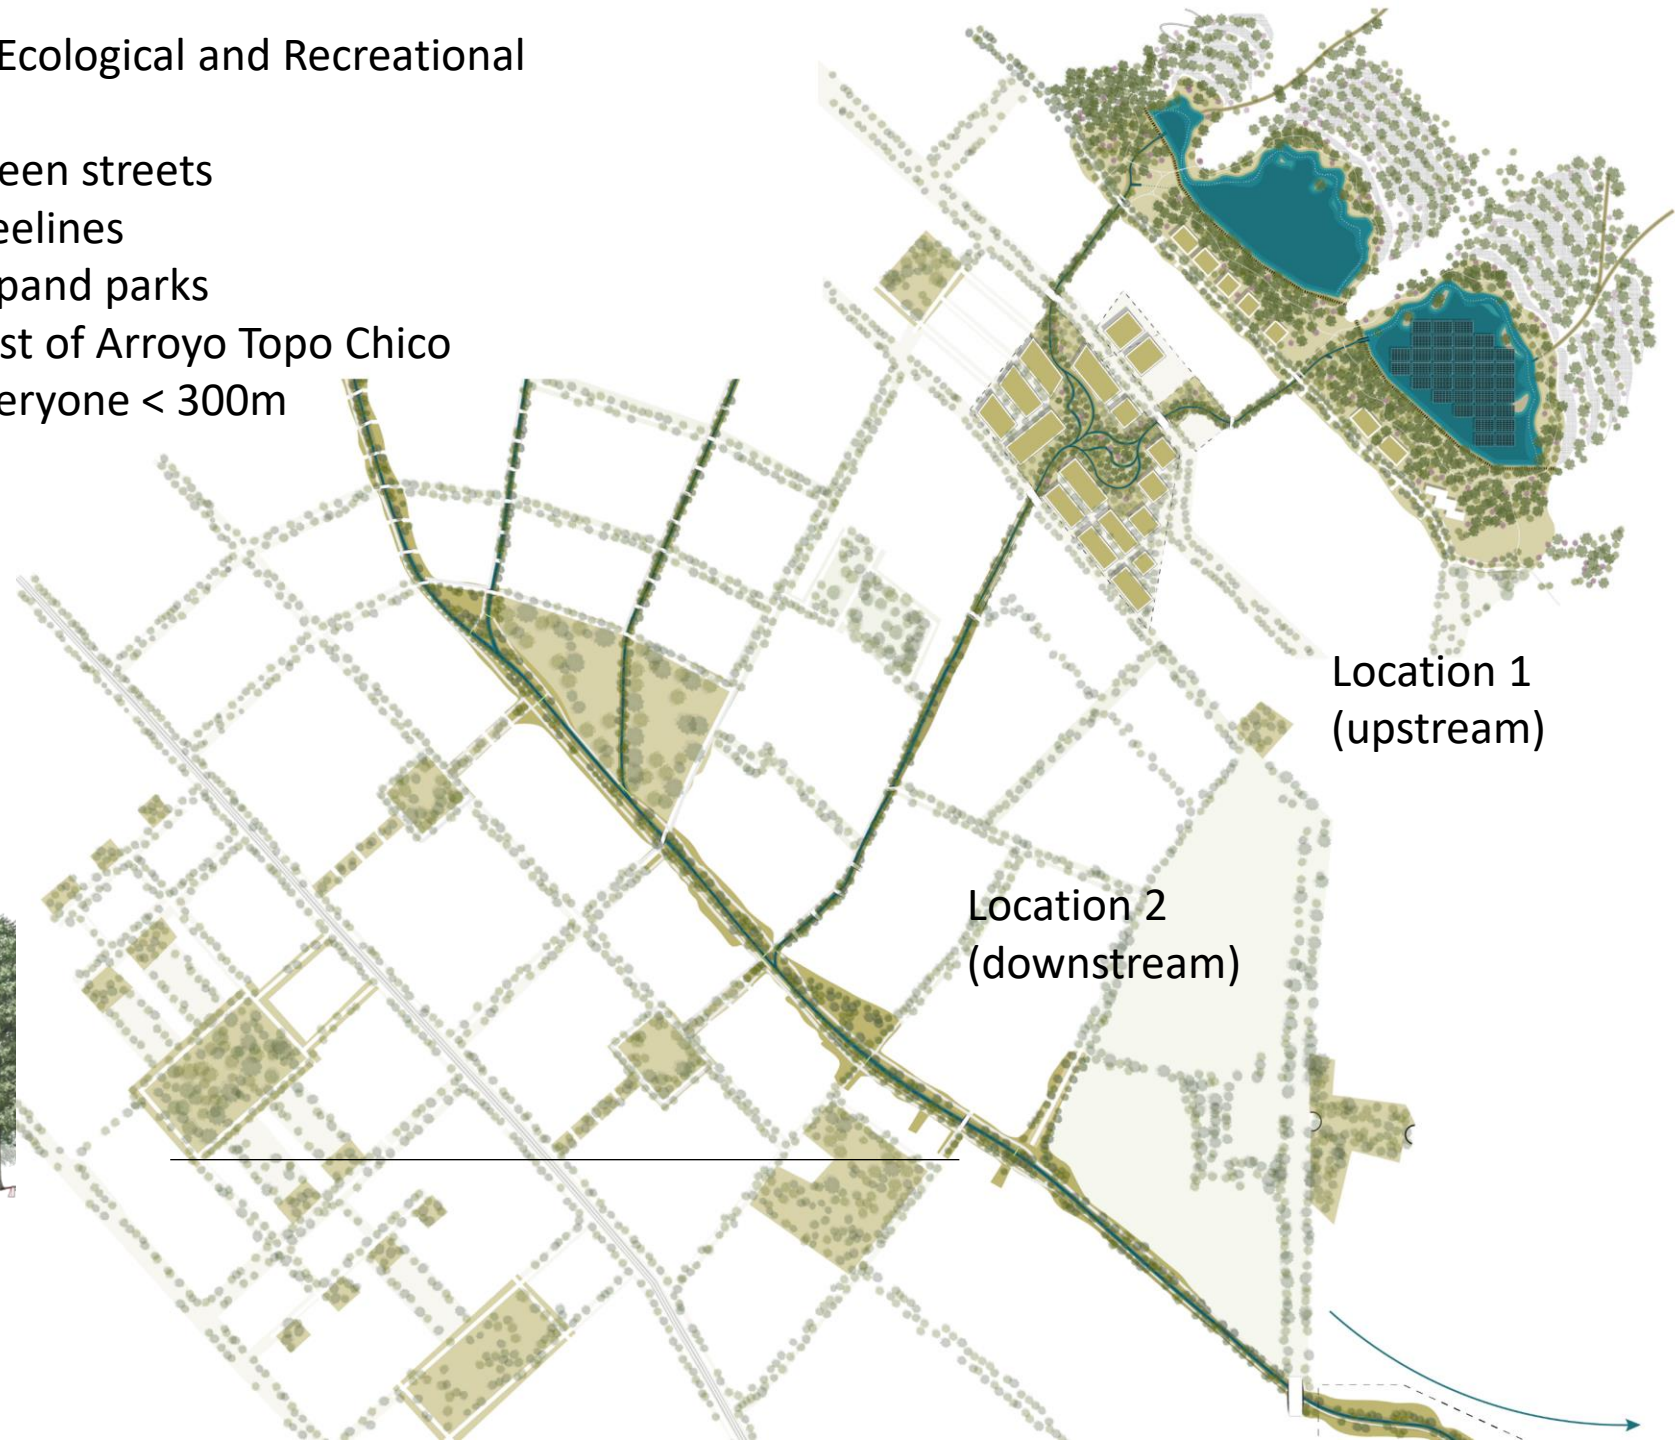 Ecological and Recreational
een streets
eelines
pand parks
st of Arroyo Topo Chico
eryone < 300m
Location 1
(upstream)
Location 2
(downstream)